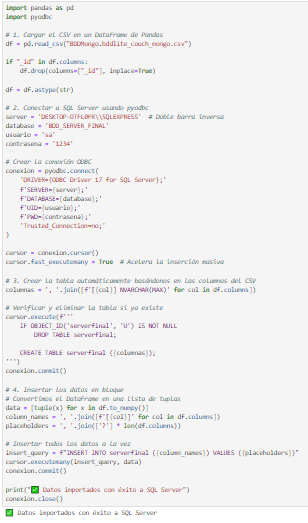 import pandas as pd
import pyodbc
# 1. Cargar el CSV en un DataFrame de Pandas
df = pd.read_csv("BDDMongo.bddlite_couch_mongo.csv")
if "_id" in df.columns:
df.drop(columns=["_id"], inplace=True)
df = df.astype(str)
# 2. Conectar a SQL Server usando pyodbc
server = 'DESKTOP-OTFL0FR\\SQLEXPRESS'  # Doble barra inversa
database = 'BDD_SERVER_FINAL'
usuario = 'sa'
contrasena = '1234'
# Crear la conexión ODBC
conexion = pyodbc.connect(
'DRIVER={ODBC Driver 17 for SQL Server};'
f'SERVER={server};'
f'DATABASE={database};'
f'UID={usuario};'
f'PWD={contrasena};'
'Trusted_Connection=no;'
)
cursor = conexion.cursor()
cursor.fast_executemany = True  # Acelera la inserción masiva
# 3. Crear la tabla automáticamente basándonos en las columnas del CSV
columnas = ', '.join([f'[{col}] NVARCHAR(MAX)' for col in df.columns])
# Verificar y eliminar la tabla si ya existe
cursor.execute(f'''
IF OBJECT_ID('serverfinal', 'U') IS NOT NULL
DROP TABLE serverfinal;
CREATE TABLE serverfinal ({columnas});
''')
conexion.commit()
# 4. Insertar los datos en bloque
# Convertimos el DataFrame en una lista de tuplas
data = [tuple(x) for x in df.to_numpy()]
column_names = ', '.join([f'[{col}]' for col in df.columns])
placeholders = ', '.join(['?'] * len(df.columns))
# Insertar todos los datos a la vez
insert_query = f"INSERT INTO serverfinal ({column_names}) VALUES ({placeholders})"
cursor.executemany(insert_query, data)
conexion.commit()
print("✅ Datos importados con éxito a SQL Server")
conexion.close()
✅ Datos importados con éxito a SQL Server